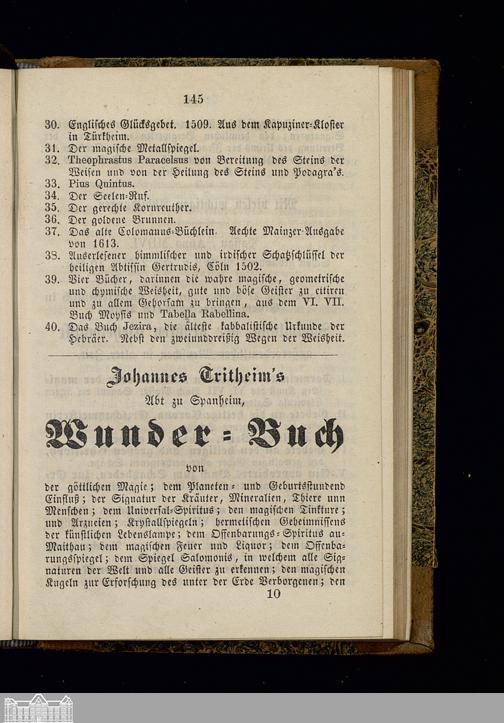 145
30. Englisches Glücksgebet. 1509. Aus dem Kapuziner-Kloster
in Türkheim.
31. Der magische Metallspiegel.
32. Theophrastus Paracelsus von Bereitung des Steins der
Weisen und von der Heilung des Steins und Podagra's.
33. Pius Quintus.
34. Der Seelen-Ruf.
35. Der gerechte Kornreuther.
36. Der goldene Brunnen.
37. Das alte Colomanus-Büchlein. Aechte Mainzer-Ausgabe
von 1613.
38. Auserlesener himmlischer und irdischer Schatzschlüssel der
heiligen Abtissin Gertrudis, Cöln 1502.
39. Vier Bücher, darinnen die wahre magische, geometrische
und chymische Weisheit, gute und böse Geister zu citiren
und zu allem Gehorsam zu bringen, aus dem VI. VII.
Buch Moysis und Tabella Rabellina.
40. Das Buch Jezira, die älteste kabbalistische Urkunde der
Hebräer. Nebst den zweiunddreißig Wegen der Weisheit.
Johannes Tritheim's
Abt zu Spanheim,
Wunder-Buch
von
der göttlichen Magie; dem Planeten- und Geburtsstundend
Einfluß; der Signatur der Kräuter, Mineralien, Thiere unn
Menschen; dem Universal-Spiritus; den magischen Tinkture;
und Arzneien; Krystallspiegeln; hermetischen Geheimnissens
der künstlichen Lebenslampe; dem Offenbarungs-Spiritus au-
Maithau; dem magischen Feuer und Liquor; dem Offenba-
rungsspiegel; dem Spiegel Salomonis, in welchem alle Sig-
naturen der Welt und alle Geister zu erkennen; den magischen
Kugeln zur Erforschung des unter der Erde Verborgenen; den
10